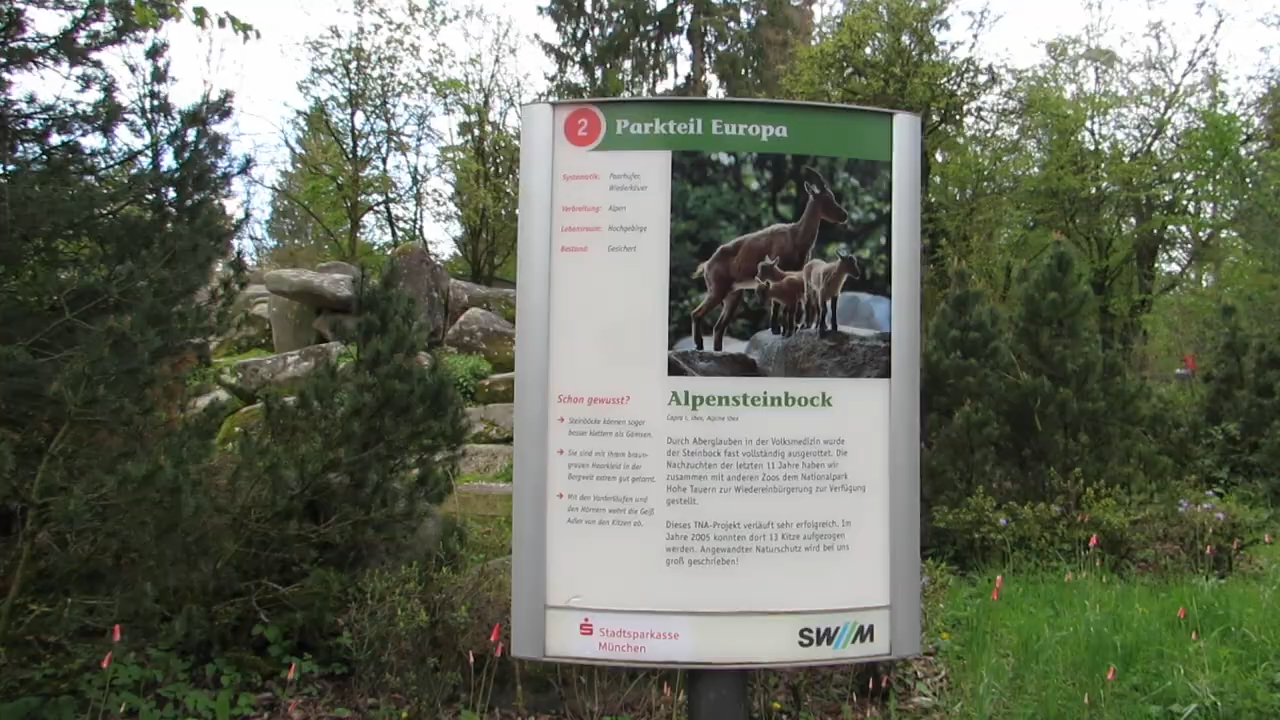 2
Parkteil Europa
Systematik: Paarhufer,
Wiederkäuer
Verbreitung: Alpen
Lebensraum: Hochgebirge
Bestand: Gesichert
Schon gewusst?
→ Steinböcke können sogar
besser klettern als Gämsen.
→ Sie sind mit ihrem braun-
grauen Haarkleid in der
Bergwelt extrem gut getarnt.
→ Mit den Vorderläufen und
den Hörnern wehrt die Geiß
Adler von den Kitzen ab.
Alpensteinbock
Capra i. ibex, Alpine Ibex
Durch Aberglauben in der Volksmedizin wurde
der Steinbock fast vollständig ausgerottet. Die
Nachzuchten der letzten 11 Jahre haben wir
zusammen mit anderen Zoos dem Nationalpark
Hohe Tauern zur Wiedereinbürgerung zur Verfügung
gestellt.
Dieses TNA-Projekt verläuft sehr erfolgreich. Im
Jahre 2005 konnten dort 13 Kitze aufgezogen
werden. Angewandter Naturschutz wird bei uns
groß geschrieben!
Stadtsparkasse
München
SW//M